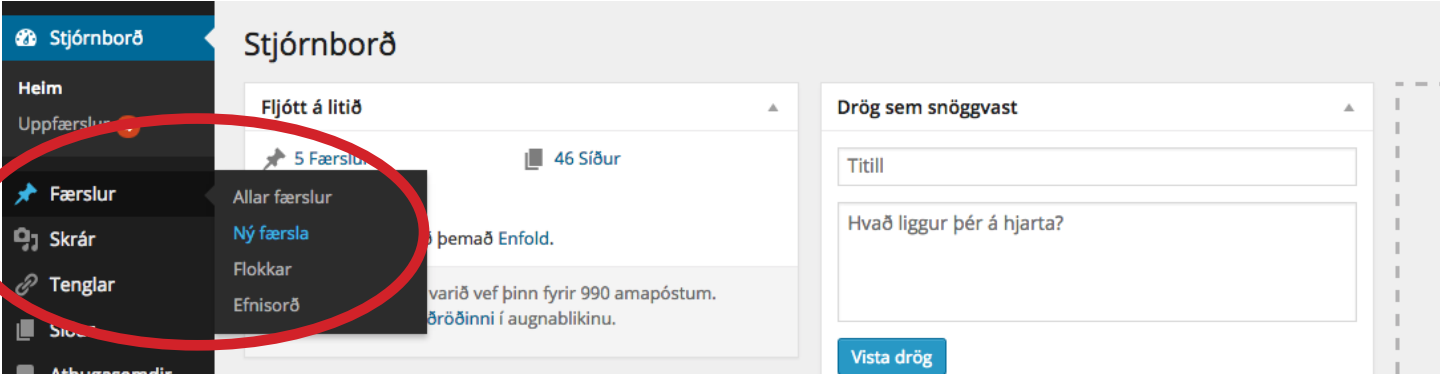 Stjórnborð
Heim
Færslur
Skrár
Tenglar
Allar færslur
Ný færsla
Flokkar
Efnisorð
Stjórnborð
Fljótt á litið
5 Færslur
46 Síður
þemað Enfold.
varið vef þinn fyrir 990 amapóstum.
í augnablikinu.
Drög sem snöggvast
Titill
Hvað liggur þér á hjarta?
Vista drög